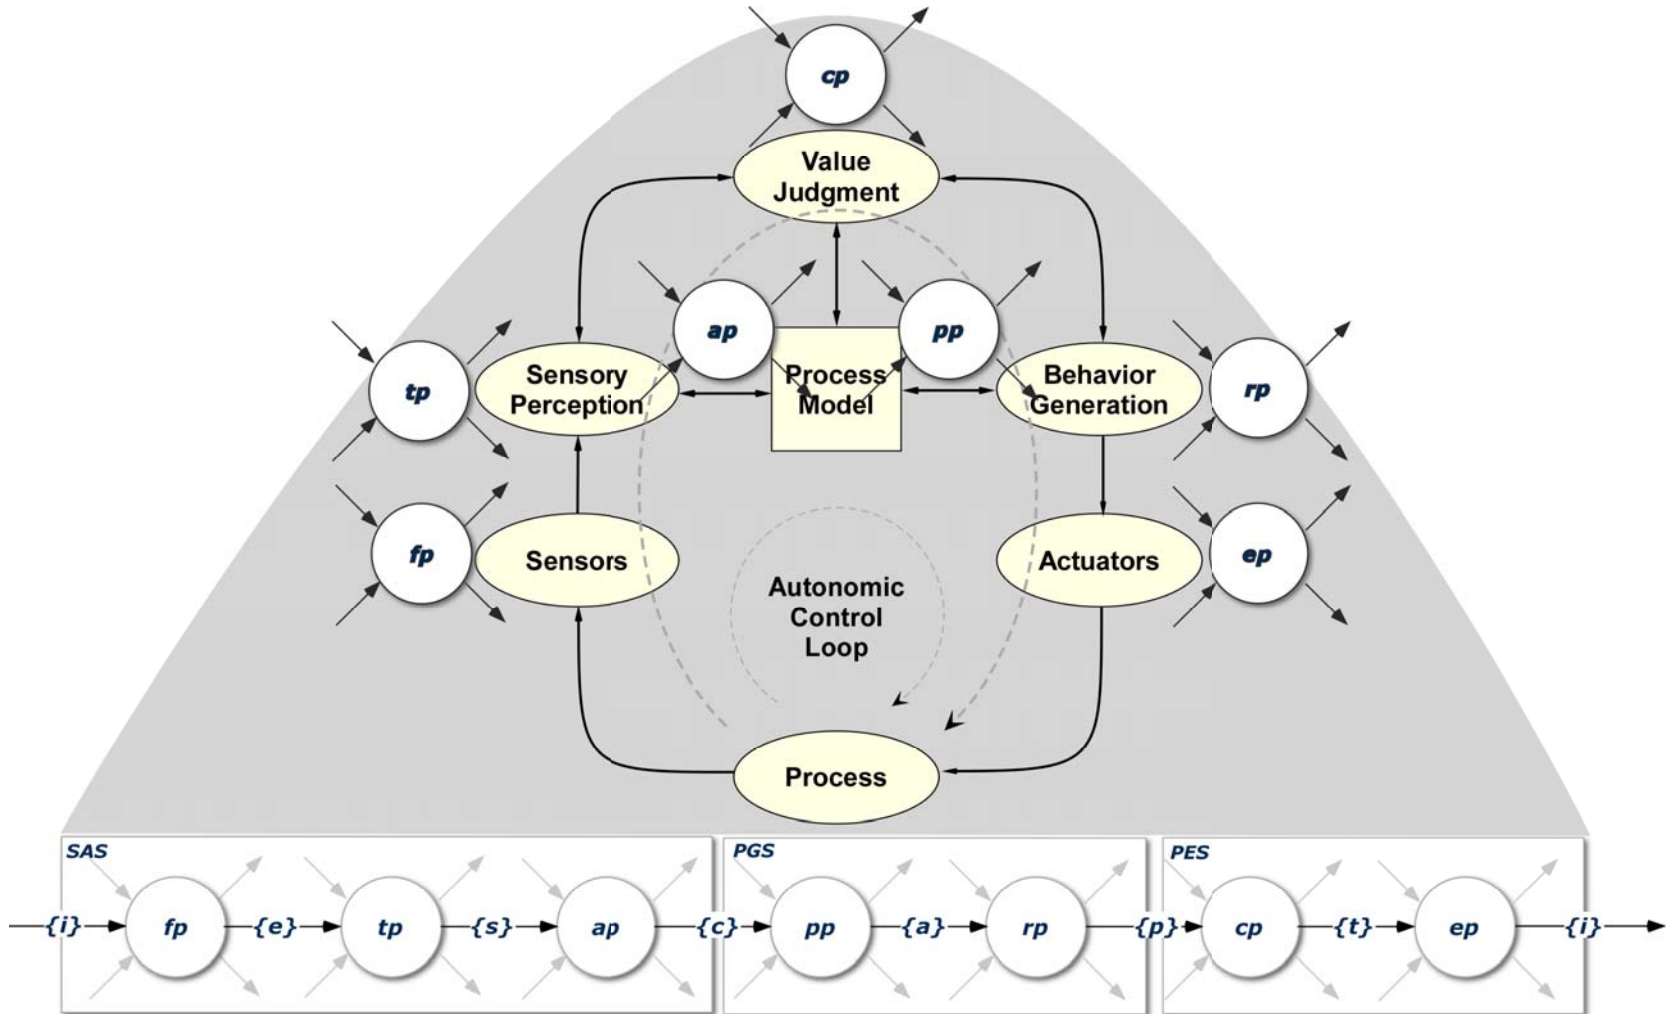 cp
Value
Judgment
ap
pp
tp
Sensory
Perception
Process
Model
Behavior
Generation
rp
fp
Sensors
Actuators
ep
Autonomic
Control
Loop
Process
SAS
PGS
PES
{i} fp {e} tp {s} ap {c} pp {a} rp {p} cp {t} ep {i}